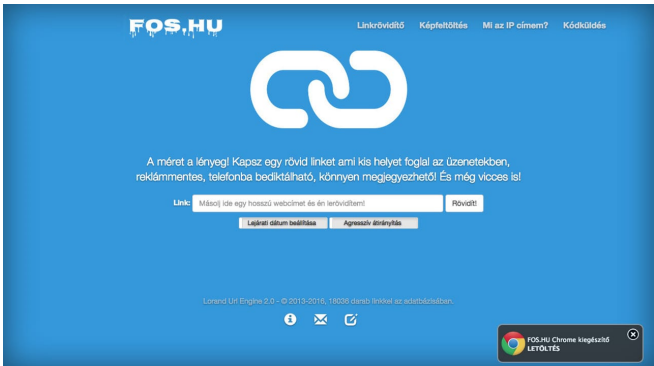 FOS.HU
Linkrövidítő Képfeltöltés Mi az IP címem? Kódküldés
A méret a lényeg! Kapsz egy rövid linket ami kis helyet foglal az üzenetekben,
reklámmentes, telefonba bediktálható, könnyen megjegyezhető! És még vicces is!
Link: Másolj ide egy hosszú webcímet és én lerövidítem! Rövidít!
Lejárati dátum beállítása Agresszív átirányítás
Lorand Url Engine 2.0 - © 2013-2016, 18036 darab linkkel az adatbázisában.
FOS.HU Chrome kiegészítő
LETÖLTÉS